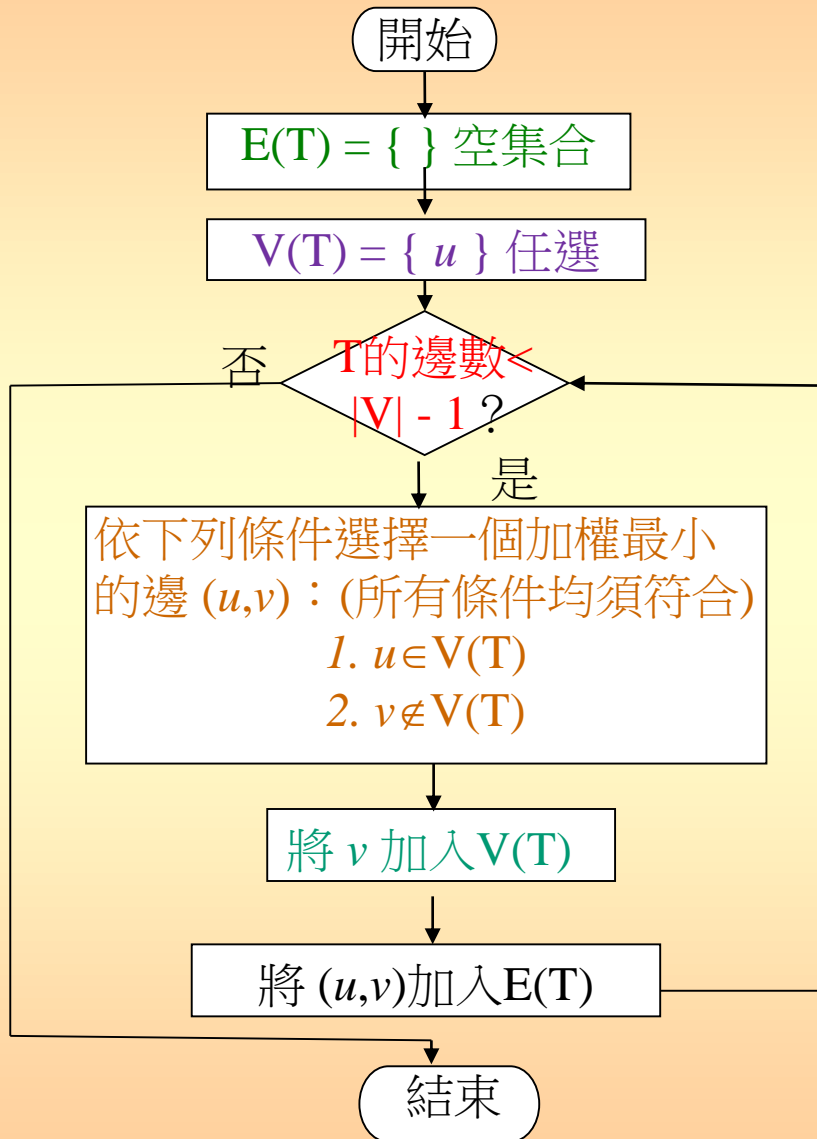 開始
E(T) = { } 空集合
V(T) = { u } 任選
否
T的邊數<
|V| - 1？
是
依下列條件選擇一個加權最小
的邊 (u,v)：(所有條件均須符合)
1. u∈V(T)
2. v∉V(T)
將 v 加入V(T)
將 (u,v)加入E(T)
結束